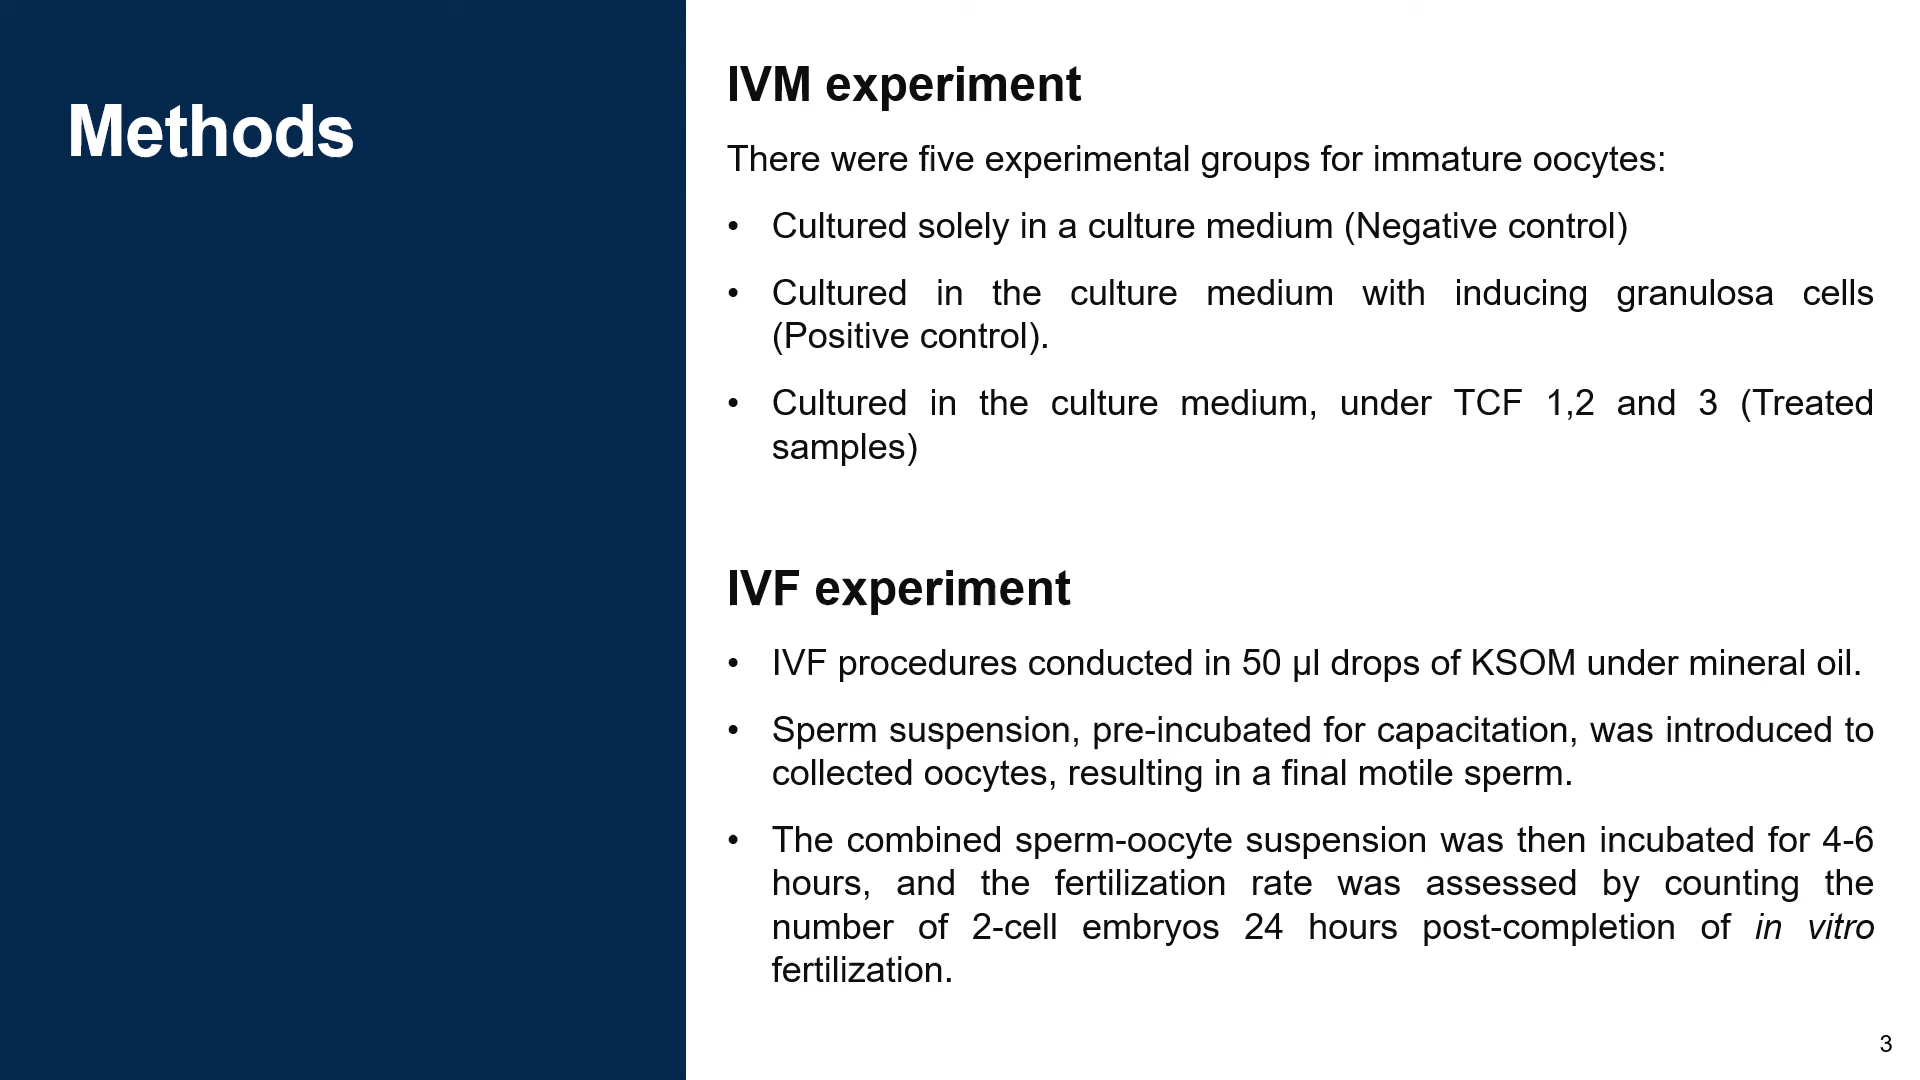 Methods
IVM experiment
There were five experimental groups for immature oocytes:
• Cultured solely in a culture medium (Negative control)
• Cultured in the culture medium with inducing granulosa cells
(Positive control).
• Cultured in the culture medium, under TCF 1,2 and 3 (Treated
samples)
IVF experiment
• IVF procedures conducted in 50 µl drops of KSOM under mineral oil.
• Sperm suspension, pre-incubated for capacitation, was introduced to
collected oocytes, resulting in a final motile sperm.
• The combined sperm-oocyte suspension was then incubated for 4-6
hours, and the fertilization rate was assessed by counting the
number of 2-cell embryos 24 hours post-completion of in vitro
fertilization.
3